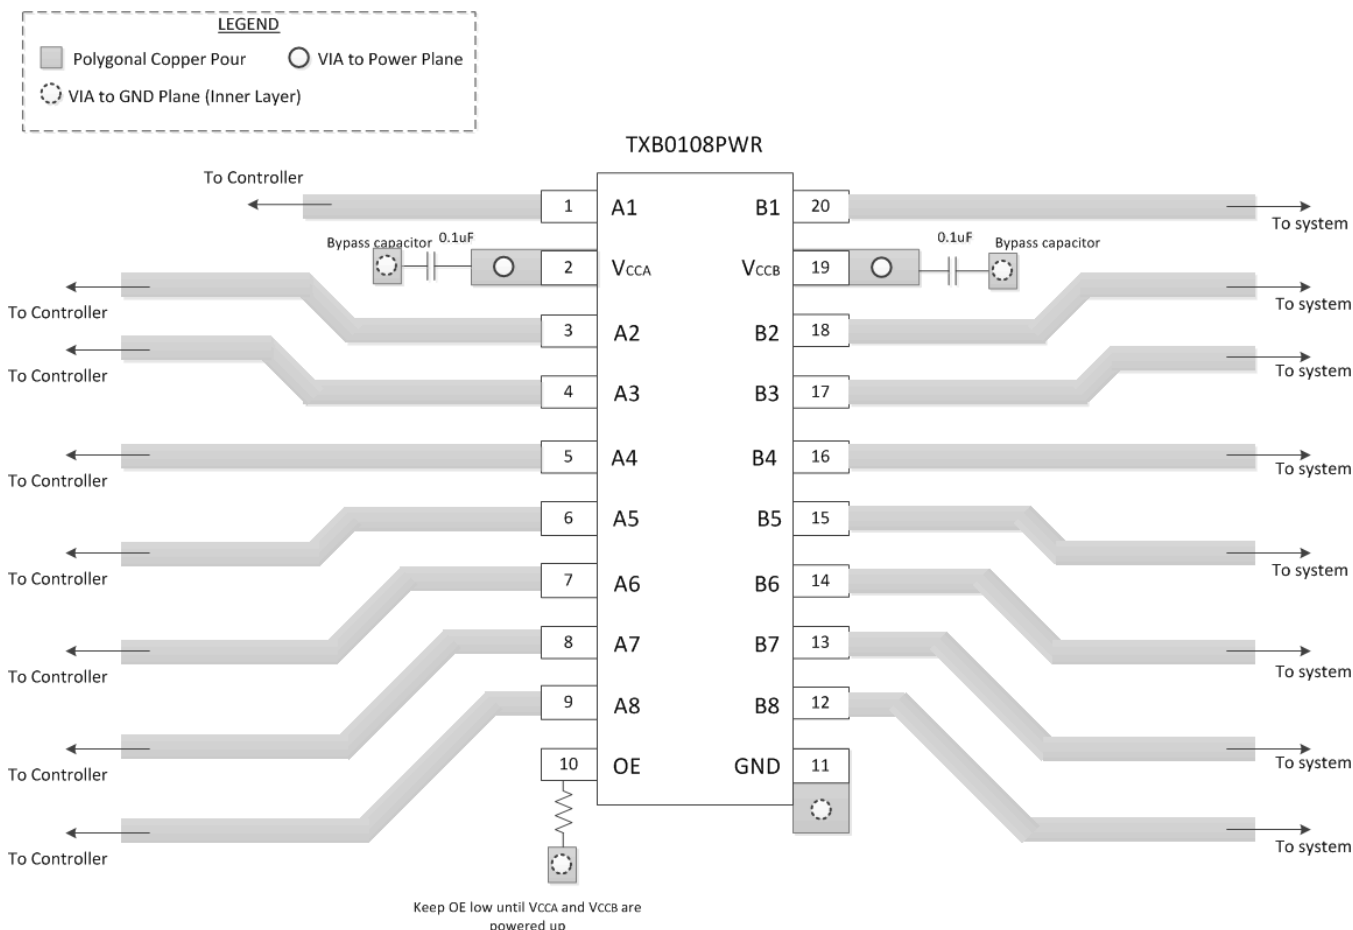 LEGEND
Polygonal Copper Pour
VIA to Power Plane
VIA to GND Plane (Inner Layer)
TXB0108PWR
To Controller
1
A1
B1
20
To system
Bypass capacitor
0.1uF
2
VCCA
VCCB
19
0.1uF
Bypass capacitor
To Controller
3
A2
B2
18
To system
To Controller
4
A3
B3
17
To system
To Controller
5
A4
B4
16
To system
To Controller
6
A5
B5
15
To system
To Controller
7
A6
B6
14
To system
To Controller
8
A7
B7
13
To system
To Controller
9
A8
B8
12
To system
10
OE
GND
11
Keep OE low until VCCA and VCCB are
powered up